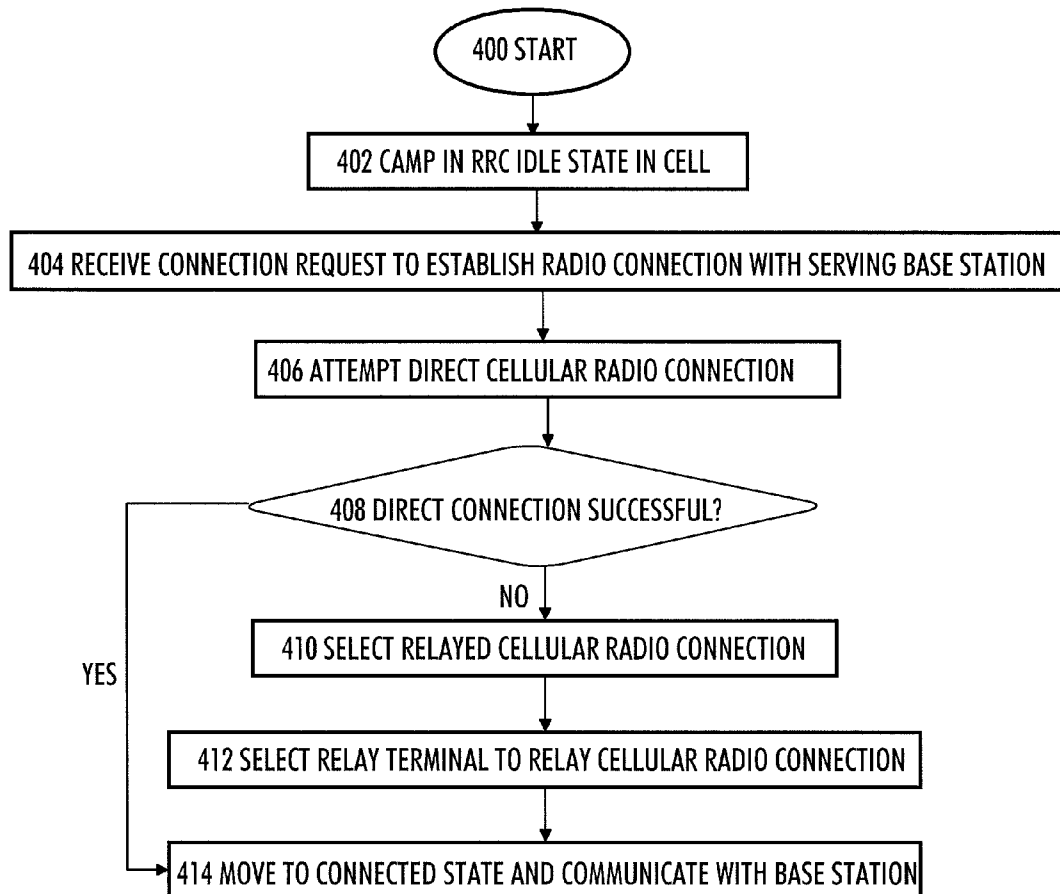 400 START
402 CAMP IN RRC IDLE STATE IN CELL
404 RECEIVE CONNECTION REQUEST TO ESTABLISH RADIO CONNECTION WITH SERVING BASE STATION
406 ATTEMPT DIRECT CELLULAR RADIO CONNECTION
408 DIRECT CONNECTION SUCCESSFUL?
NO
410 SELECT RELAYED CELLULAR RADIO CONNECTION
YES
412 SELECT RELAY TERMINAL TO RELAY CELLULAR RADIO CONNECTION
414 MOVE TO CONNECTED STATE AND COMMUNICATE WITH BASE STATION